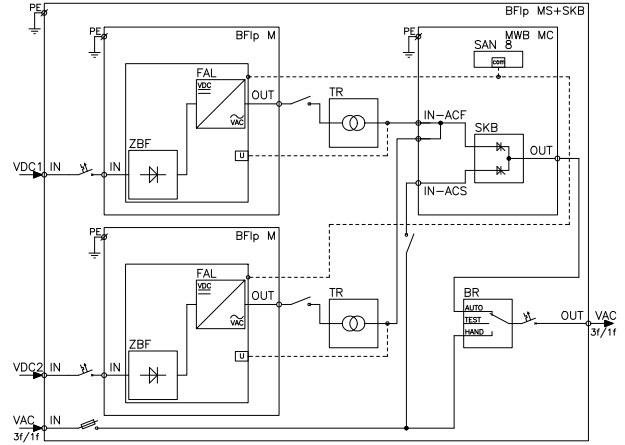 BFIp MS+SKB
PE
PE
BFIp M
FAL
VDC
VAC
OUT
TR
ZBF
U
VDC1
IN
IN
PE
MWB MC
SAN 8
com
IN-ACF
SKB
OUT
IN-ACS
PE
BFIp M
FAL
VDC
VAC
OUT
TR
ZBF
U
VDC2
IN
IN
BR
AUTO
TEST
HAND
OUT
VAC
3f/1f
VAC
IN
3f/1f